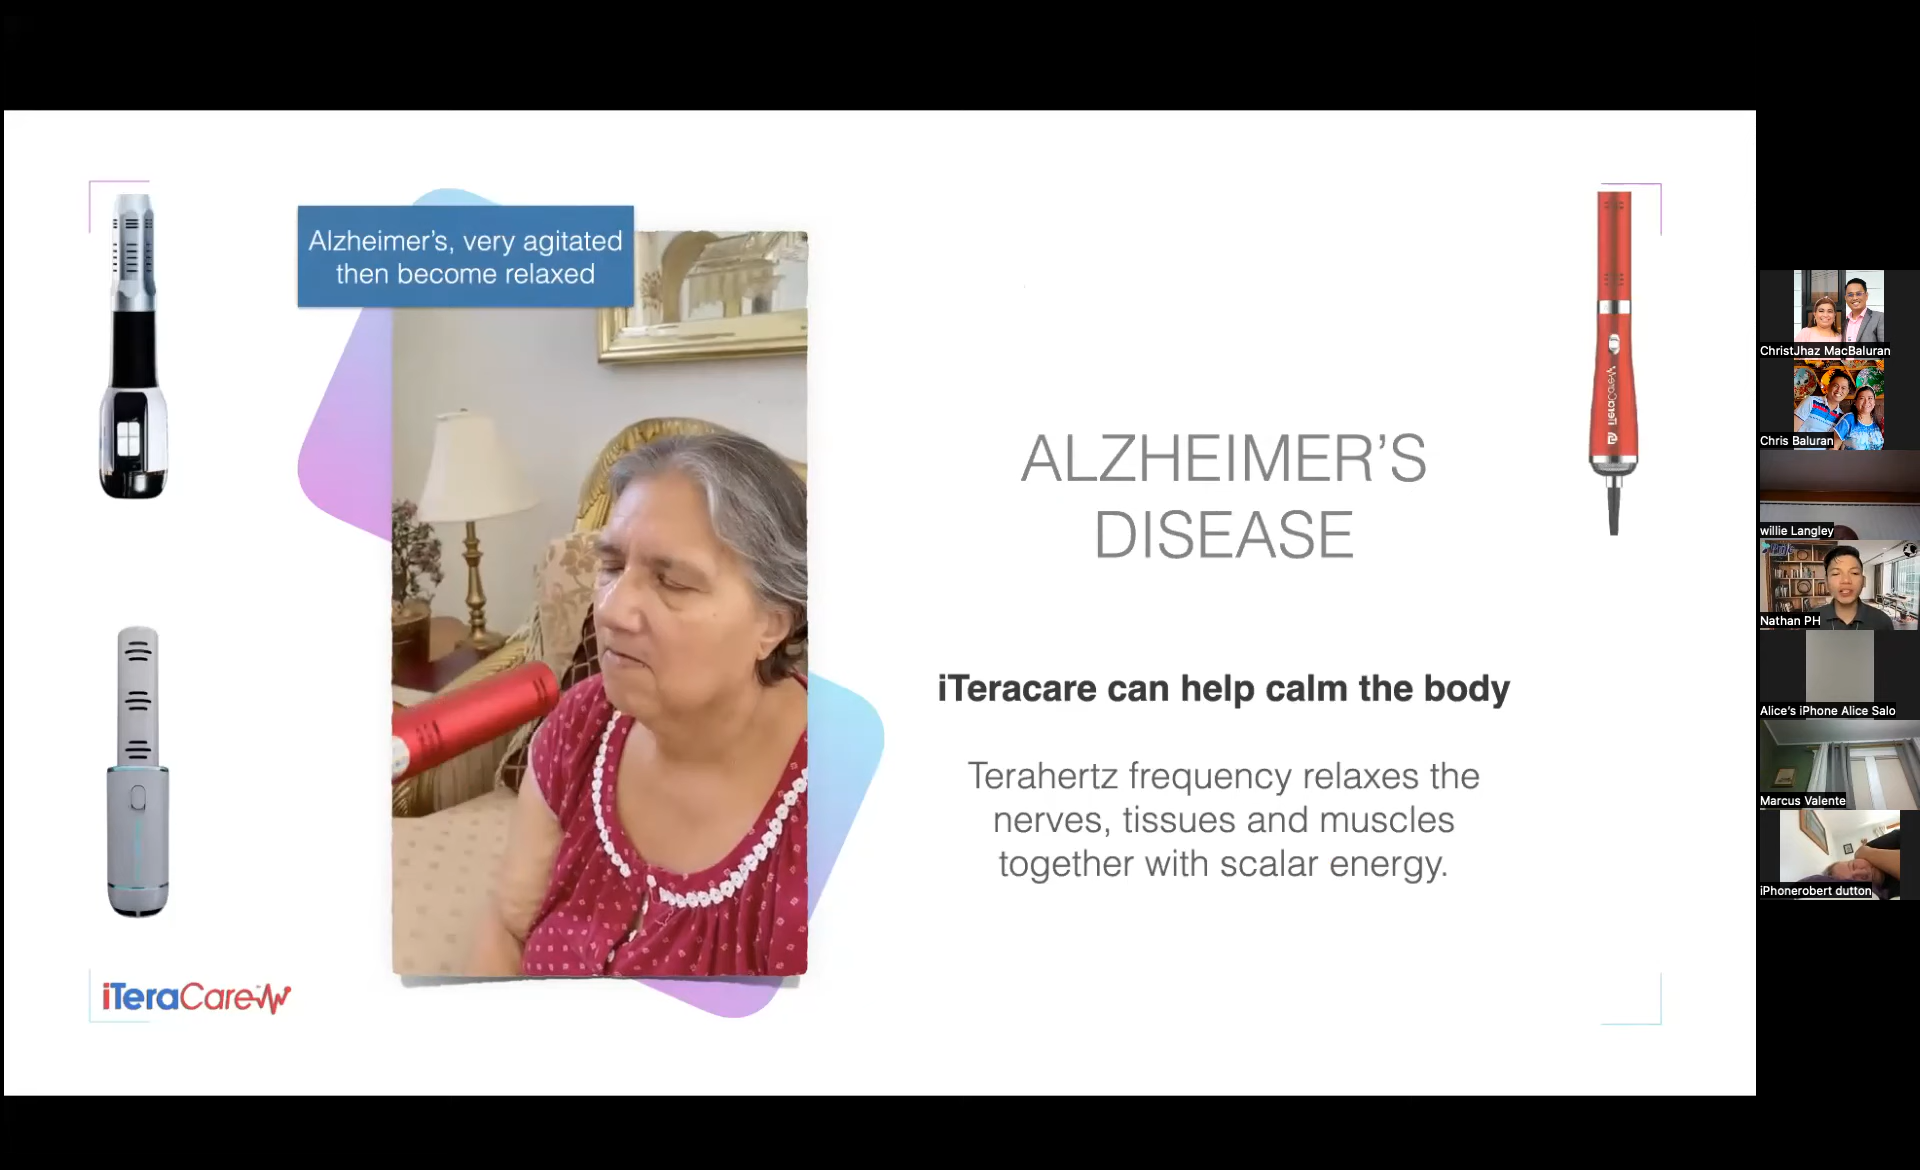 Alzheimer's, very agitated
then become relaxed
ALZHEIMER'S
DISEASE
iTeracare can help calm the body
Terahertz frequency relaxes the
nerves, tissues and muscles
together with scalar energy.
iTeraCare
iTeraCare
ChristJhaz MacBaluran
Chris Baluran
willie Langley
Nathan PH
Alice's iPhone Alice Salo
Marcus Valente
iPhonerobert dutton